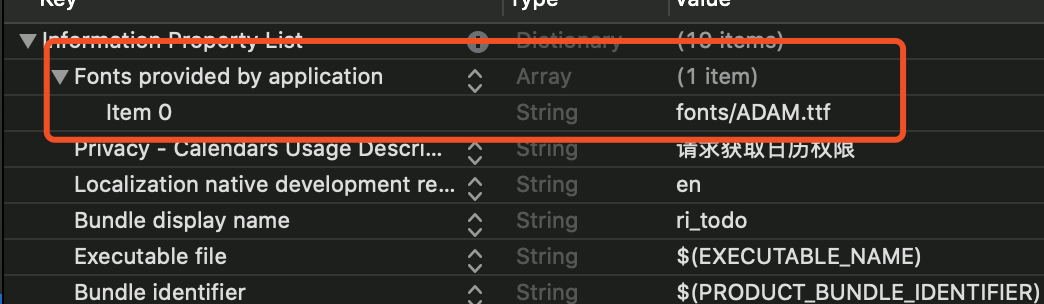 Key Type Value
Information Property List Dictionary (19 items)
Fonts provided by application Array (1 item)
Item 0 String fonts/ADAM.ttf
Privacy - Calendars Usage Descri... String 请求获取日历权限
Localization native development re... String en
Bundle display name String ri_todo
Executable file String $(EXECUTABLE_NAME)
Bundle identifier String $(PRODUCT_BUNDLE_IDENTIFIER)